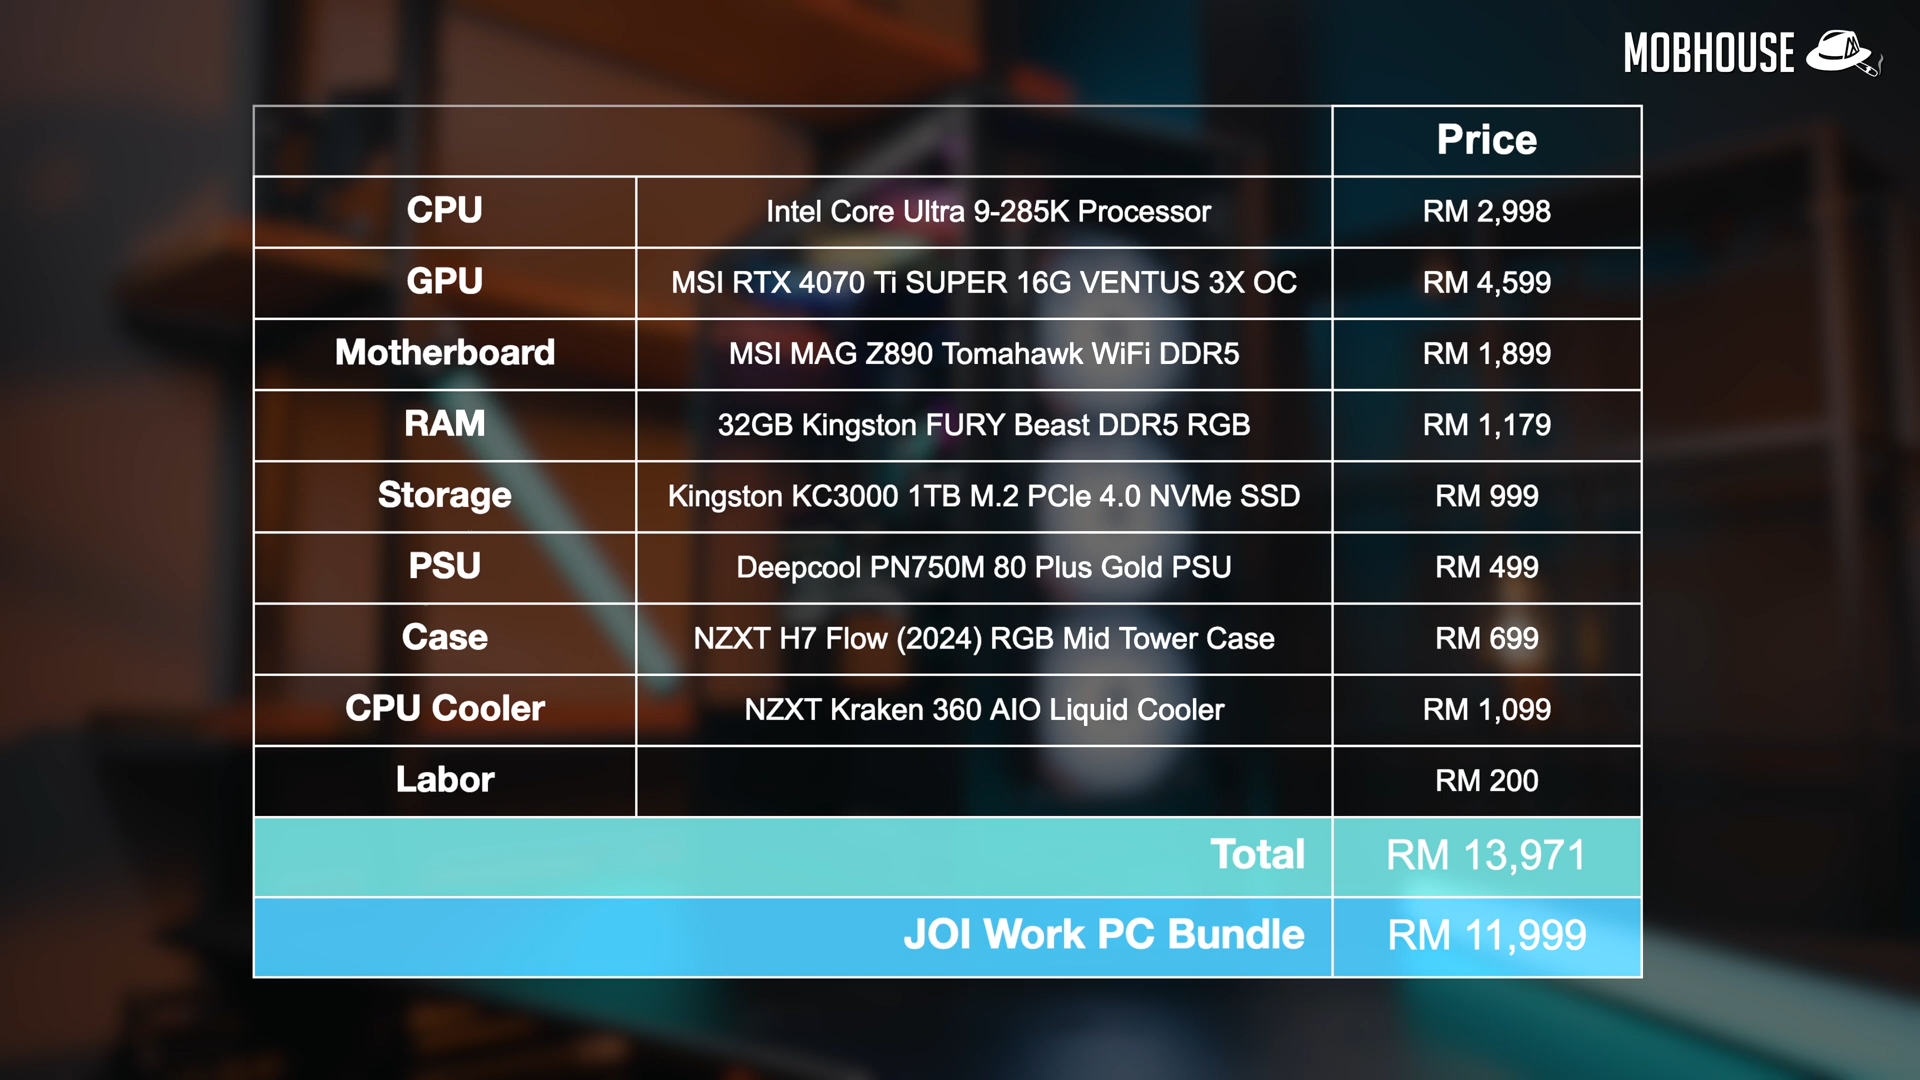 MOBHOUSE
Price
CPU Intel Core Ultra 9-285K Processor RM 2,998
GPU MSI RTX 4070 Ti SUPER 16G VENTUS 3X OC RM 4,599
Motherboard MSI MAG Z890 Tomahawk WiFi DDR5 RM 1,899
RAM 32GB Kingston FURY Beast DDR5 RGB RM 1,179
Storage Kingston KC3000 1TB M.2 PCIe 4.0 NVMe SSD RM 999
PSU Deepcool PN750M 80 Plus Gold PSU RM 499
Case NZXT H7 Flow (2024) RGB Mid Tower Case RM 699
CPU Cooler NZXT Kraken 360 AIO Liquid Cooler RM 1,099
Labor RM 200
Total RM 13,971
JOI Work PC Bundle RM 11,999